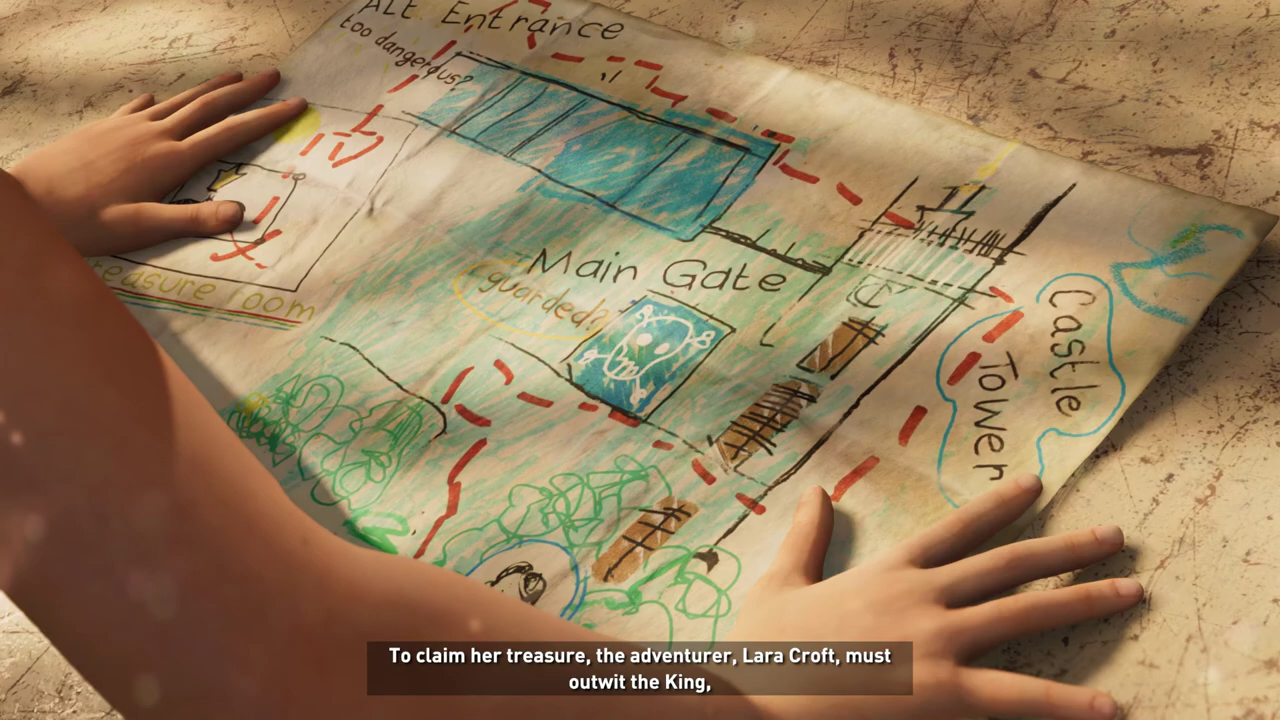 ALt. Entrance
too dangerous?
Main Gate
guarded?
treasure room
Castle
Tower
To claim her treasure, the adventurer, Lara Croft, must
outwit the King,